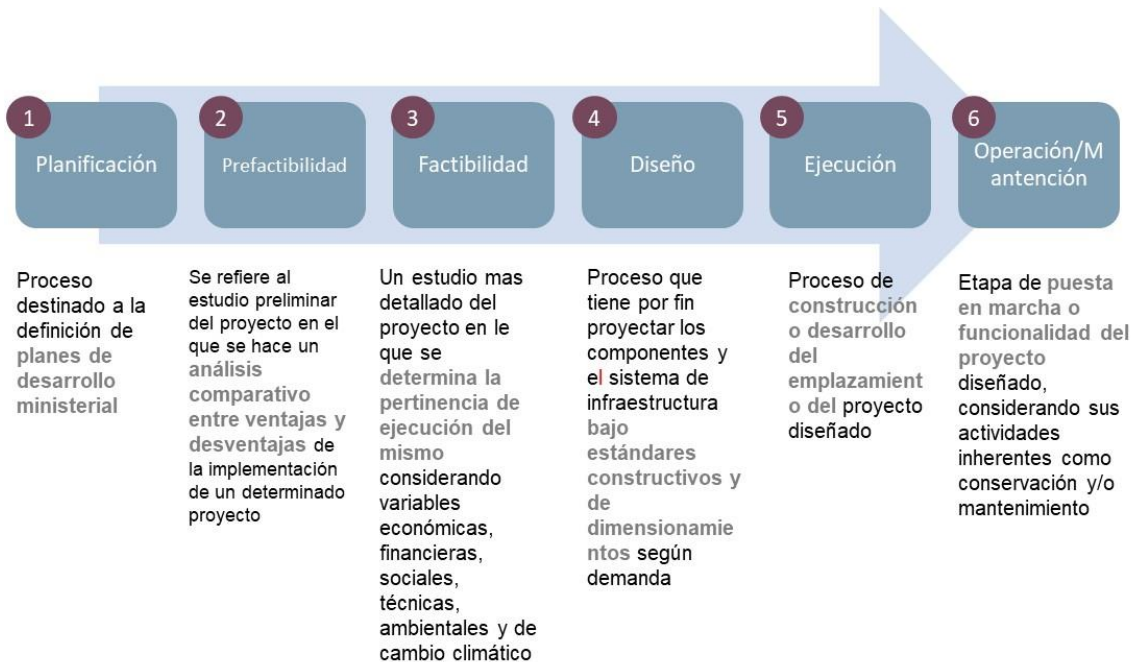 1
Planificación
2
Prefactibilidad
3
Factibilidad
4
Diseño
5
Ejecución
6
Operación/M
antención
Proceso
destinado a la
definición de
planes de
desarrollo
ministerial
Se refiere al
estudio preliminar
del proyecto en el
que se hace un
análisis
comparativo
entre ventajas y
desventajas de
la implementación
de un determinado
proyecto
Un estudio mas
detallado del
proyecto en le
que se
determina la
pertinencia de
ejecución del
mismo
considerando
variables
económicas,
financieras,
sociales,
técnicas,
ambientales y de
cambio climático
Proceso que
tiene por fin
proyectar los
componentes y
el sistema de
infraestructura
bajo
estándares
constructivos y
de
dimensionamie
ntos según
demanda
Proceso de
construcción
o desarrollo
del
emplazamient
o del proyecto
diseñado
Etapa de puesta
en marcha o
funcionalidad del
proyecto
diseñado,
considerando sus
actividades
inherentes como
conservación y/o
mantenimiento